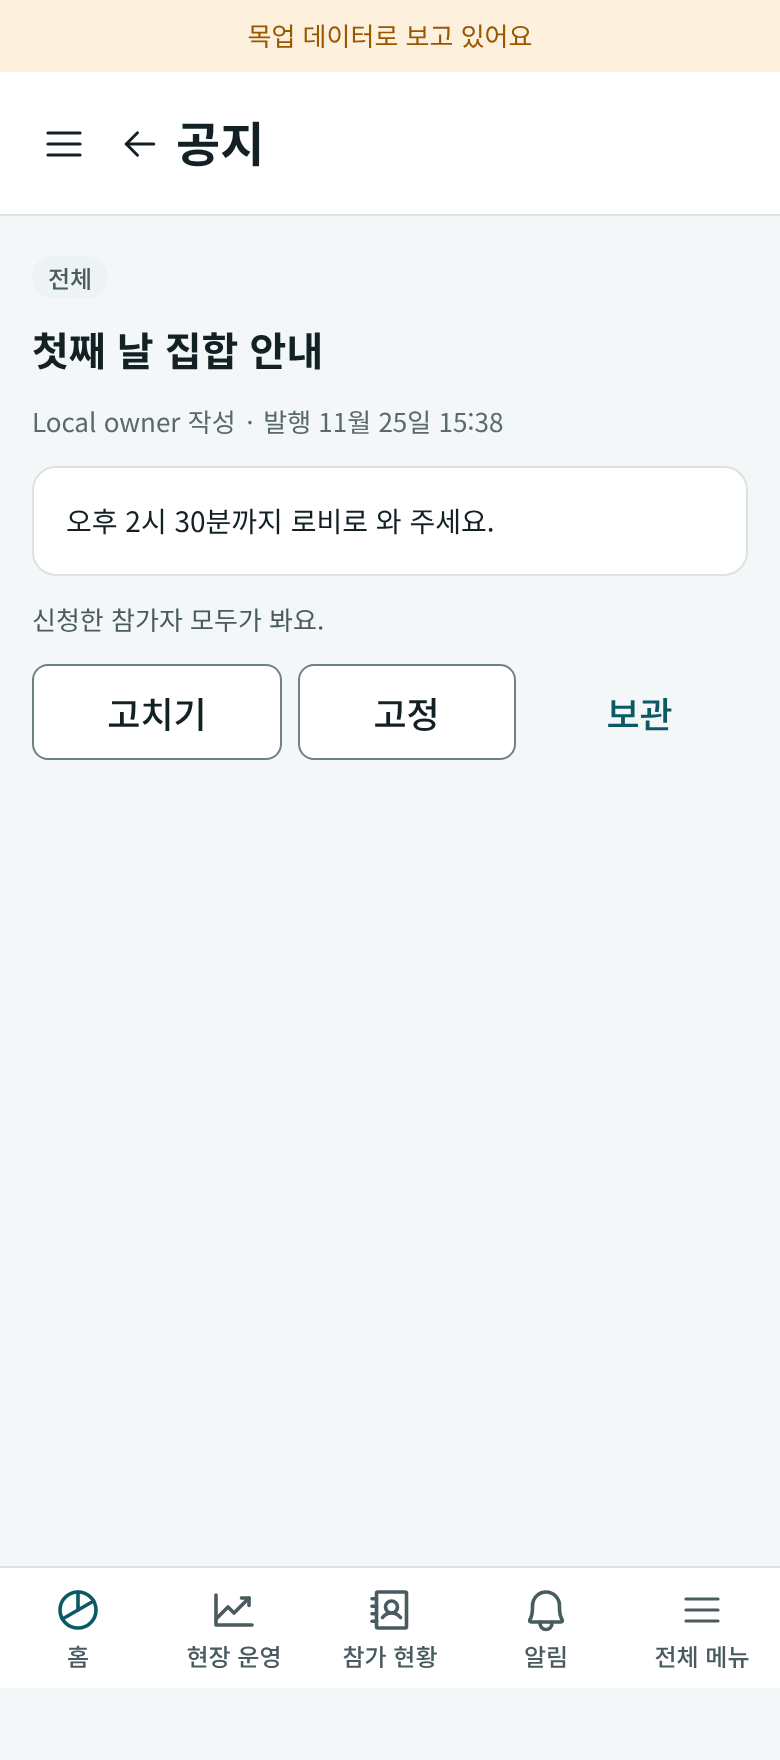 목업 데이터로 보고 있어요
공지
전체
첫째 날 집합 안내
Local owner 작성 · 발행 11월 25일 15:38
오후 2시 30분까지 로비로 와 주세요.
신청한 참가자 모두가 봐요.
고치기 고정 보관
홈 현장 운영 참가 현황 알림 전체 메뉴